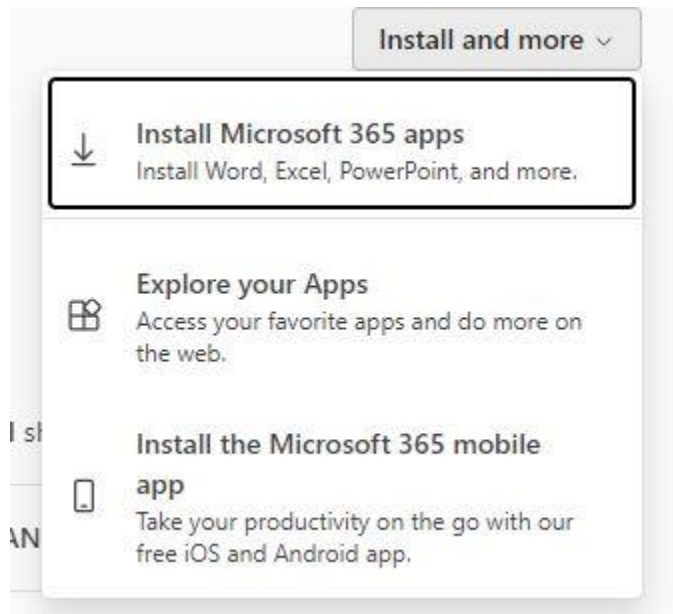 Install and more
Install Microsoft 365 apps
Install Word, Excel, PowerPoint, and more.
Explore your Apps
Access your favorite apps and do more on
the web.
Install the Microsoft 365 mobile
app
Take your productivity on the go with our
free iOS and Android app.